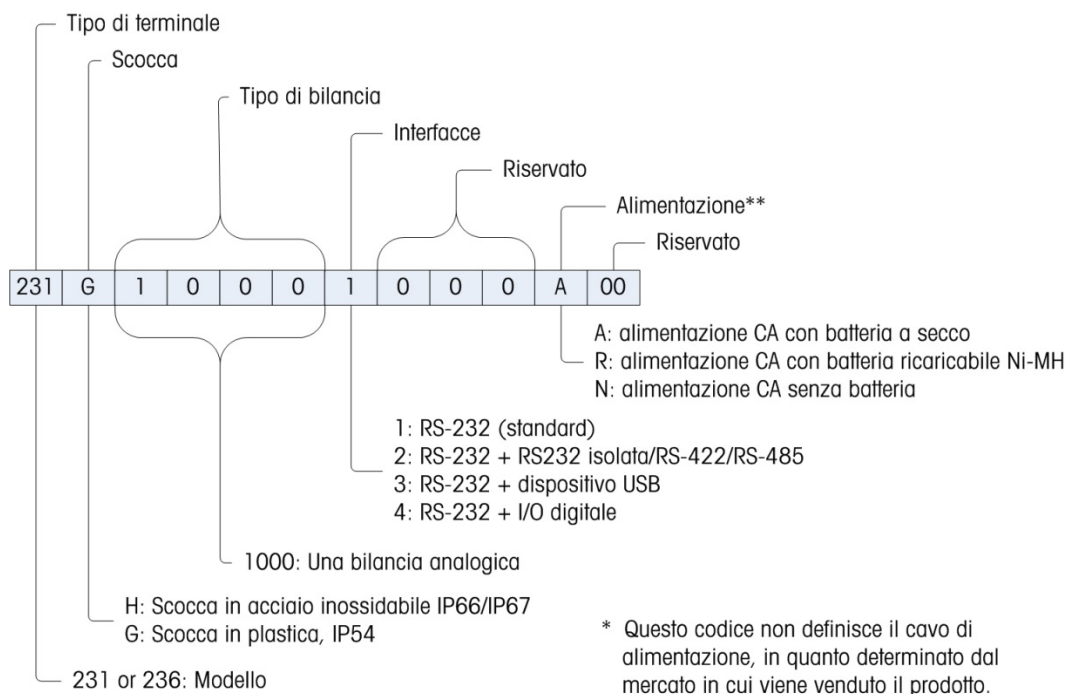 Tipo di terminale
Scocca
Tipo di bilancia
Interfacce
Riservato
Alimentazione**
Riservato
231 G 1 0 0 0 1 0 0 0 A 00
A: alimentazione CA con batteria a secco
R: alimentazione CA con batteria ricaricabile Ni-MH
N: alimentazione CA senza batteria
1: RS-232 (standard)
2: RS-232 + RS232 isolata/RS-422/RS-485
3: RS-232 + dispositivo USB
4: RS-232 + I/O digitale
1000: Una bilancia analogica
H: Scocca in acciaio inossidabile IP66/IP67
G: Scocca in plastica, IP54
231 or 236: Modello
* Questo codice non definisce il cavo di
alimentazione, in quanto determinato dal
mercato in cui viene venduto il prodotto.